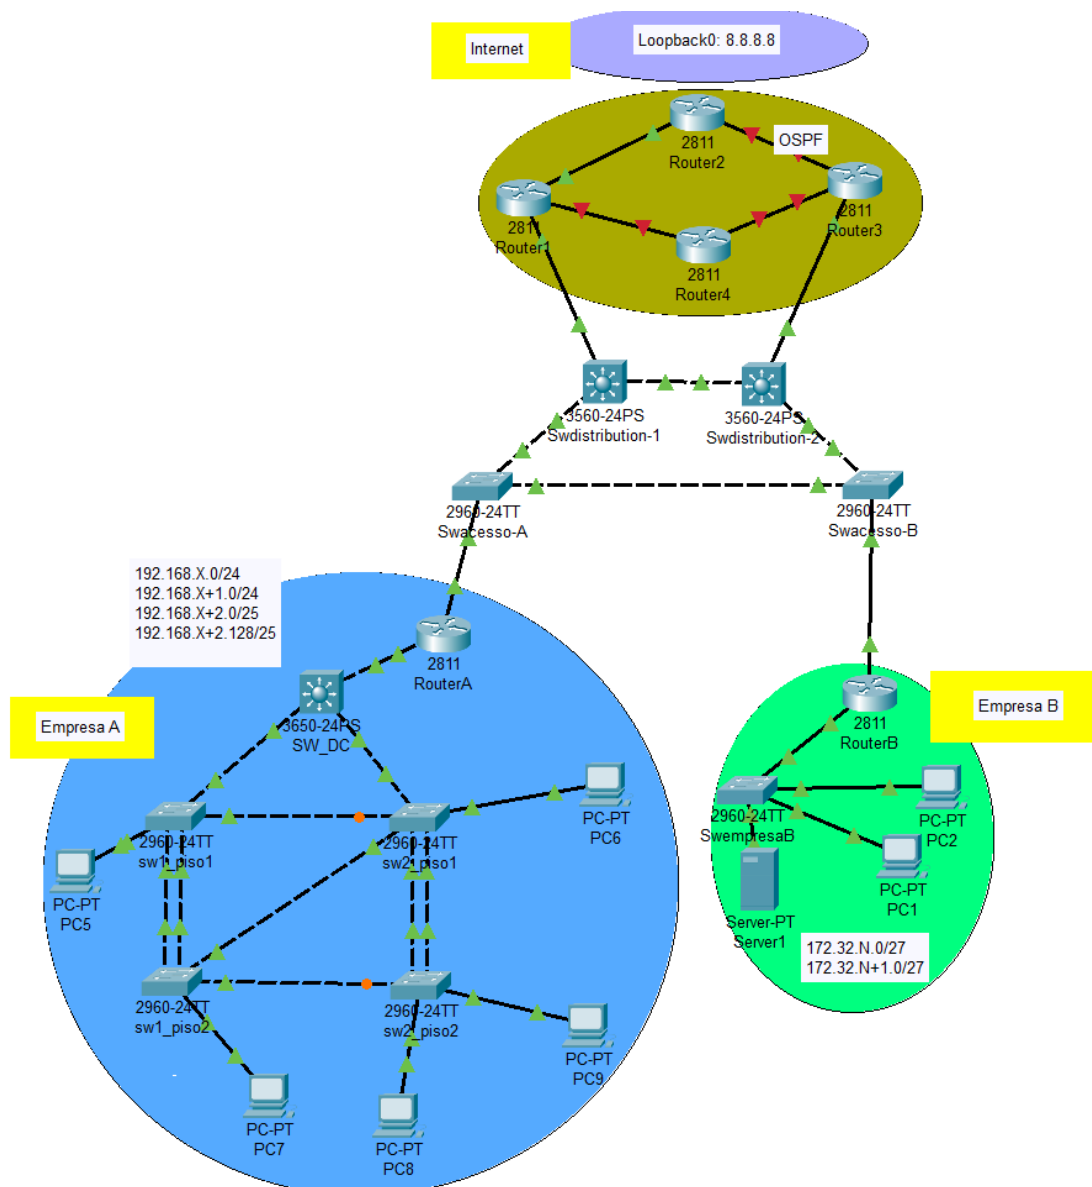 Internet
Loopback0: 8.8.8.8
2811
Router2
OSPF
2811
Router3
2811
Router1
2811
Router4
3560-24PS
Swdistribution-1
3560-24PS
Swdistribution-2
2960-24TT
Swacesso-A
2960-24TT
Swacesso-B
192.168.X.0/24
192.168.X+1.0/24
192.168.X+2.0/25
192.168.X+2.128/25
2811
RouterA
Empresa A
3650-24PS
SW_DC
2811
RouterB
Empresa B
2960-24TT
sw1_piso1
2960-24TT
sw2_piso1
PC-PT
PC6
PC-PT
PC5
2960-24TT
SwempresaB
PC-PT
PC2
PC-PT
PC1
Server-PT
Server1
172.32.N.0/27
172.32.N+1.0/27
2960-24TT
sw1_piso2
2960-24TT
sw2_piso2
PC-PT
PC9
PC-PT
PC7
PC-PT
PC8